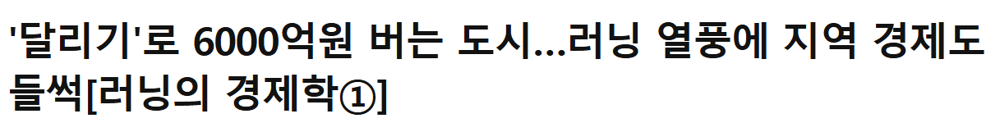 '달리기'로 6000억원 버는 도시...러닝 열풍에 지역 경제도
들썩[러닝의 경제학①]